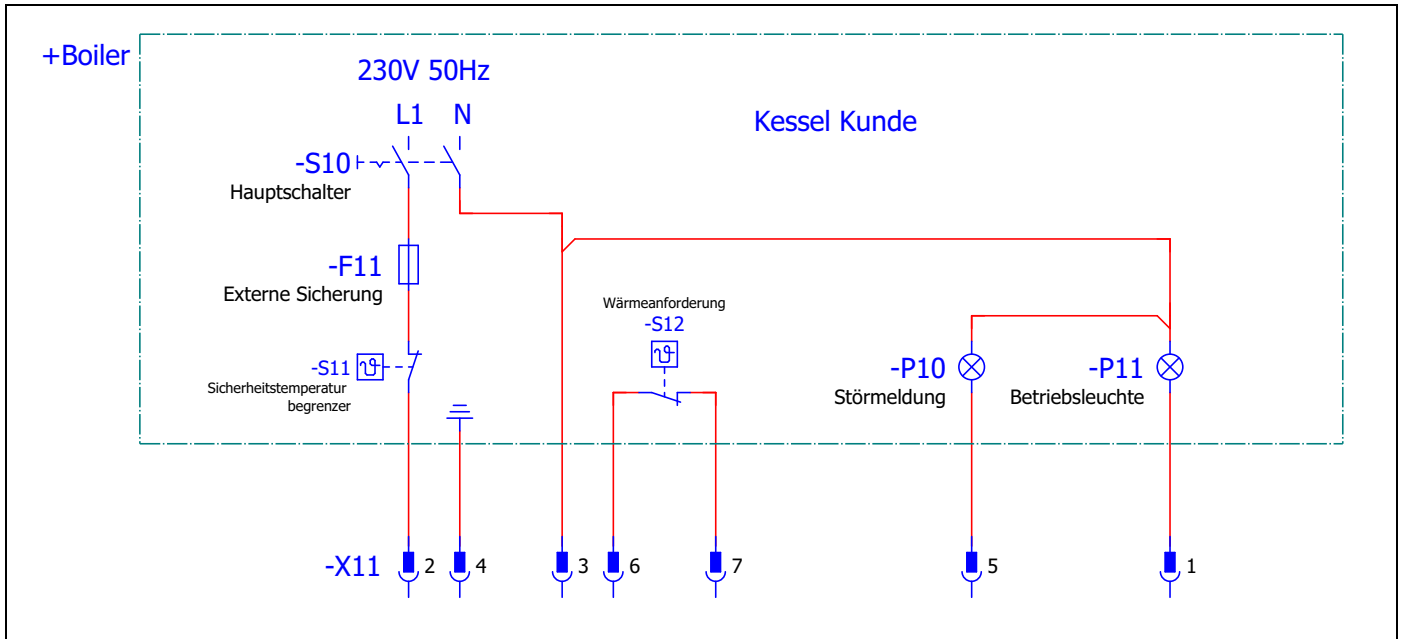 +Boiler
230V 50Hz
L1 N
Kessel Kunde
-S10
Hauptschalter
-F11
Externe Sicherung
Wärmeanforderung
-S12
-S11
Sicherheitstemperatur
begrenzer
-P10
Störmeldung
-P11
Betriebsleuchte
-X11 2 4 3 6 7 5 1